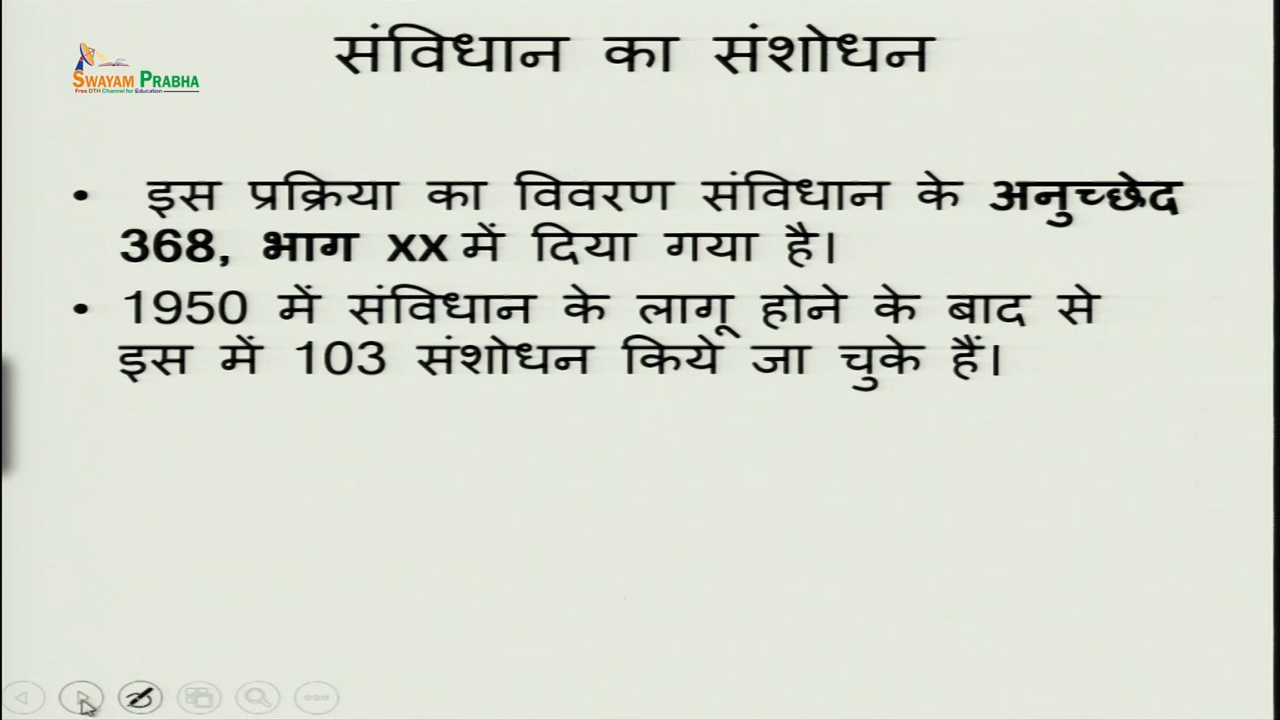 संविधान का संशोधन
SWAYAM PRABHA
Free DTH Channel for Education
• इस प्रक्रिया का विवरण संविधान के अनुच्छेद
368, भाग XX में दिया गया है।
• 1950 में संविधान के लागू होने के बाद से
इस में 103 संशोधन किये जा चुके हैं।